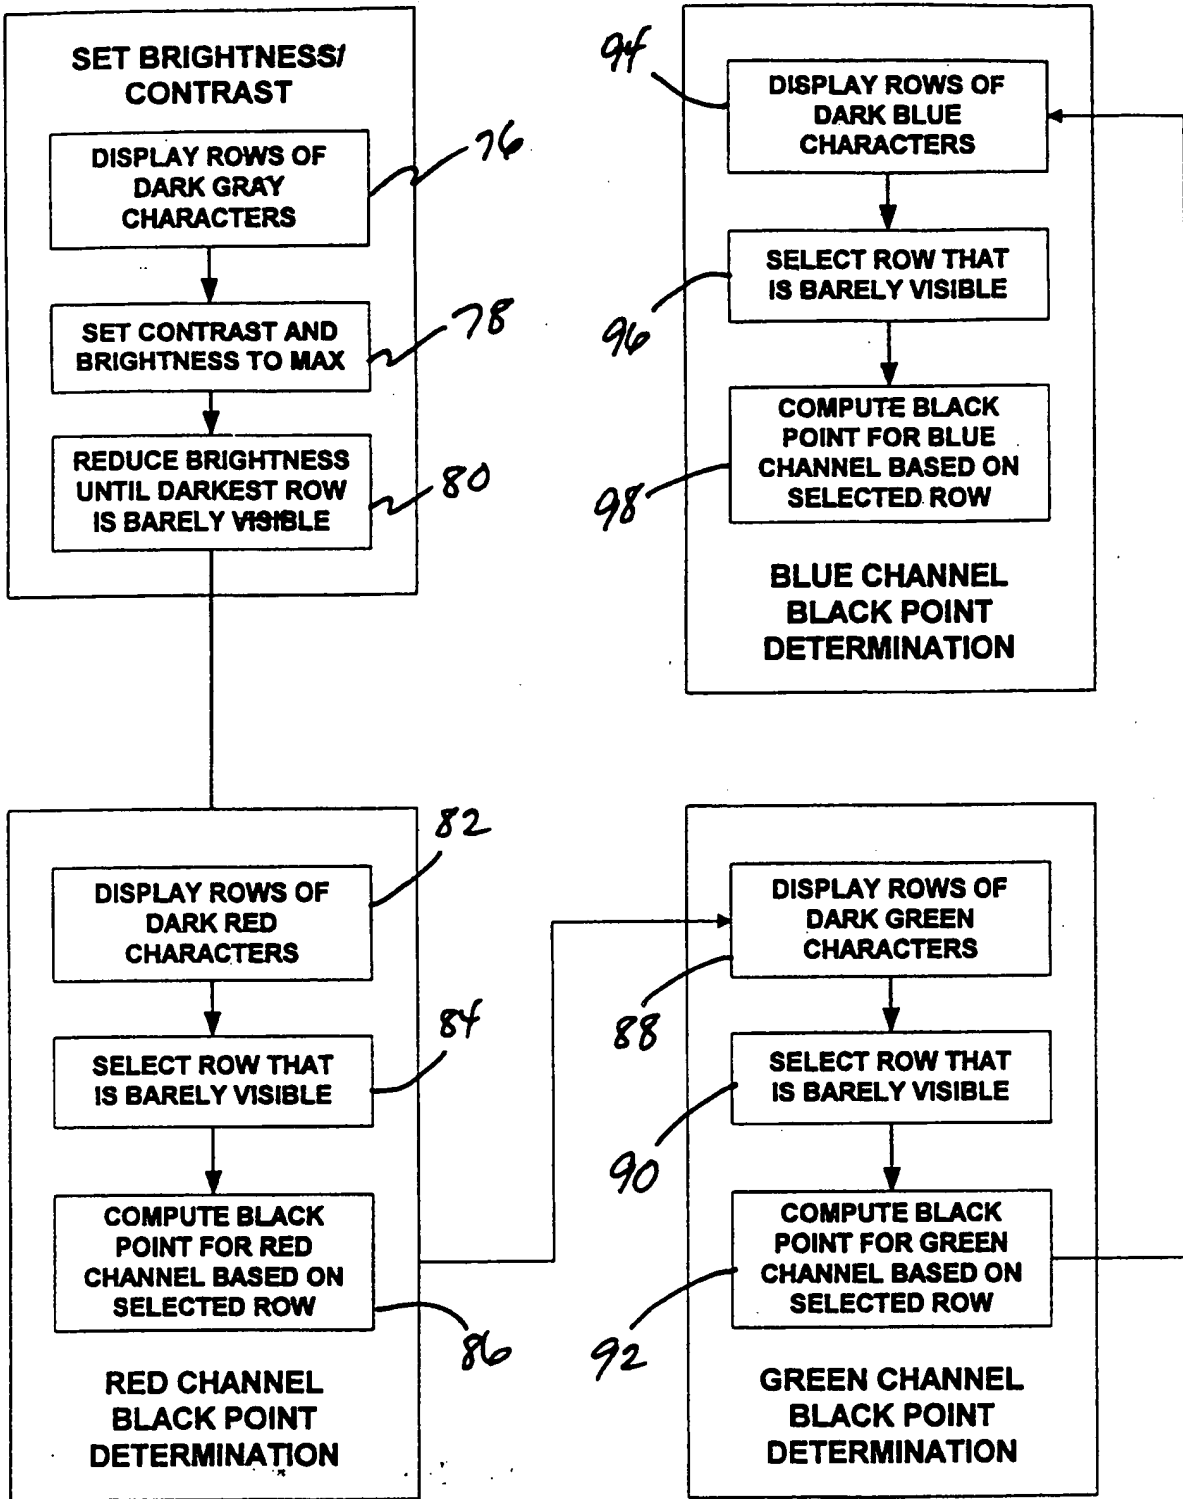 SET BRIGHTNESS/
CONTRAST
DISPLAY ROWS OF
DARK GRAY
CHARACTERS
76
SET CONTRAST AND
BRIGHTNESS TO MAX
78
REDUCE BRIGHTNESS
UNTIL DARKEST ROW
IS BARELY VISIBLE
80
82
DISPLAY ROWS OF
DARK RED
CHARACTERS
84
SELECT ROW THAT
IS BARELY VISIBLE
COMPUTE BLACK
POINT FOR RED
CHANNEL BASED ON
SELECTED ROW
86
RED CHANNEL
BLACK POINT
DETERMINATION
DISPLAY ROWS OF
DARK GREEN
CHARACTERS
88
SELECT ROW THAT
IS BARELY VISIBLE
90
COMPUTE BLACK
POINT FOR GREEN
CHANNEL BASED ON
SELECTED ROW
92
GREEN CHANNEL
BLACK POINT
DETERMINATION
94
DISPLAY ROWS OF
DARK BLUE
CHARACTERS
SELECT ROW THAT
IS BARELY VISIBLE
96
COMPUTE BLACK
POINT FOR BLUE
CHANNEL BASED ON
SELECTED ROW
98
BLUE CHANNEL
BLACK POINT
DETERMINATION